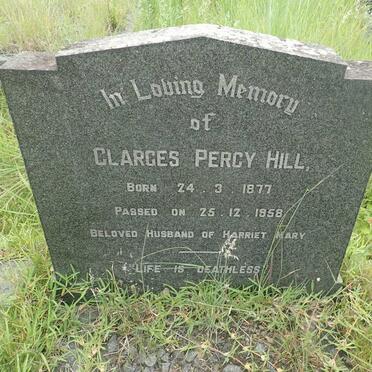 In Loving Memory
of
CLARGES PERCY HILL,
BORN 24. 3. 1877
PASSED ON 25. 12. 1958
BELOVED HUSBAND OF HARRIET MARY
LIFE IS DEATHLESS